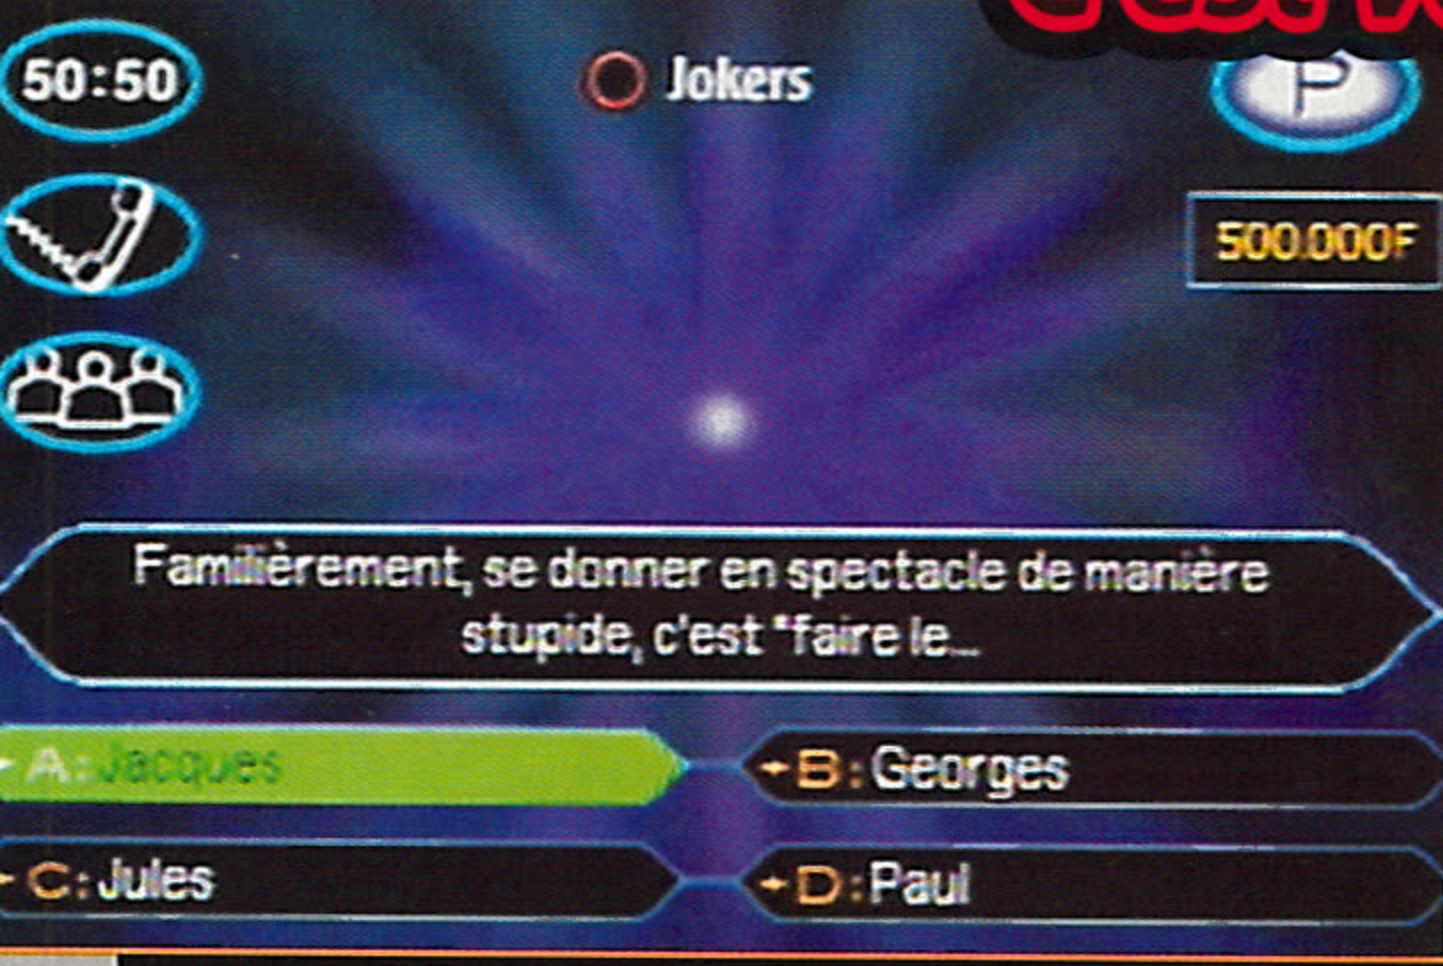 50:50
Jokers
P
500.000F
Familièrement, se donner en spectacle de manière
stupide, c'est "faire le...
A: Jacques
B: Georges
C: Jules
D: Paul